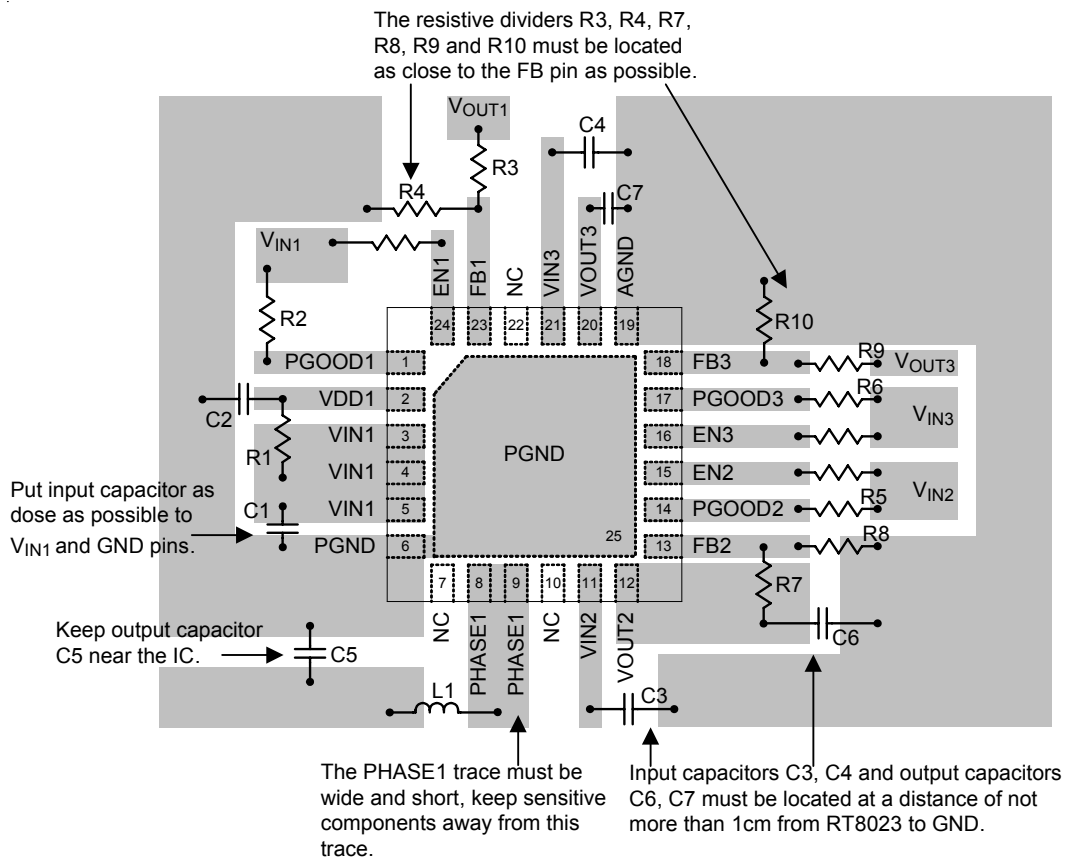 The resistive dividers R3, R4, R7,
R8, R9 and R10 must be located
as close to the FB pin as possible.
VOUT1
C4
R3
R4
C7
VIN1
EN1
FB1
NC
VIN3
VOUT3
AGND
R2
R10
24
23
22
21
20
19
PGOOD1
1
18
FB3
R9
VOUT3
C2
VDD1
2
17
PGOOD3
R6
VIN3
R1
VIN1
3
16
EN3
VIN1
4
PGND
15
EN2
VIN2
C1
VIN1
5
14
PGOOD2
R5
PGND
6
25
13
FB2
R8
Put input capacitor as
dose as possible to
VIN1 and GND pins.
7
8
9
10
11
12
R7
NC
PHASE1
PHASE1
NC
VIN2
VOUT2
C6
Keep output capacitor
C5 near the IC.
C5
L1
C3
The PHASE1 trace must be
wide and short, keep sensitive
components away from this
trace.
Input capacitors C3, C4 and output capacitors
C6, C7 must be located at a distance of not
more than 1cm from RT8023 to GND.